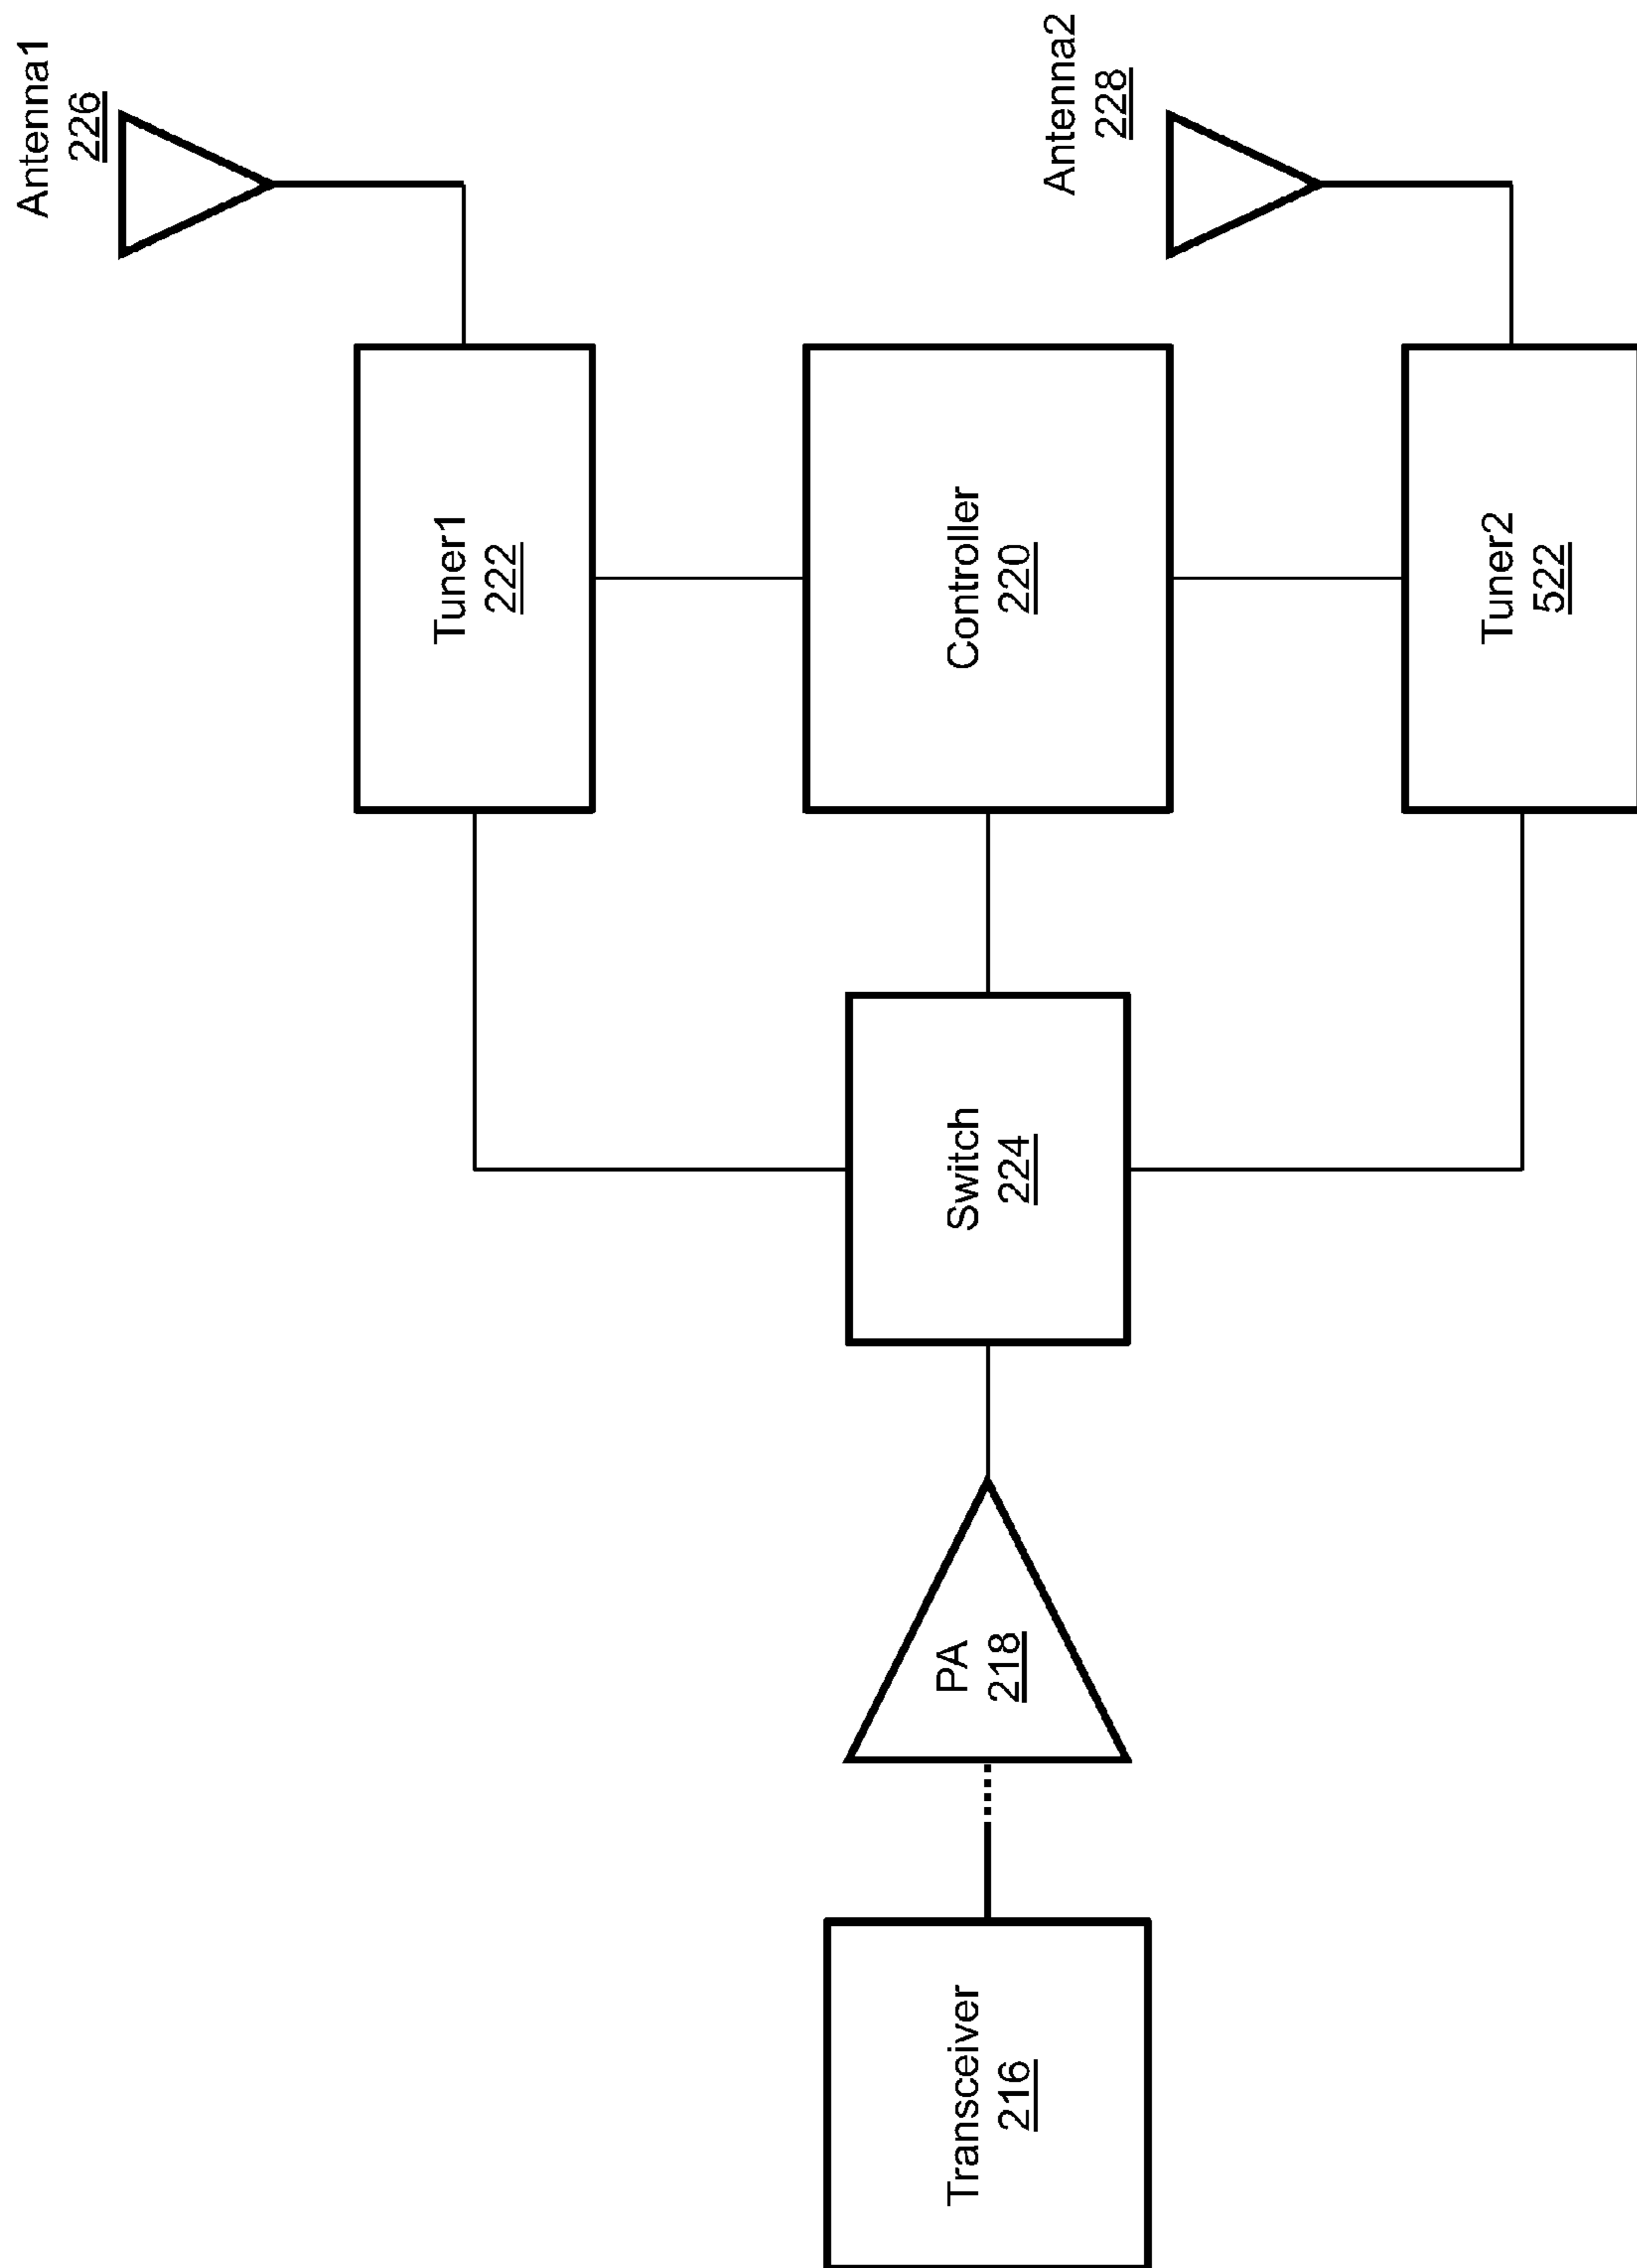 Antenna1
226
Tuner1
222
Transceiver
216
PA
218
Switch
224
Controller
220
Antenna2
228
Tuner2
522